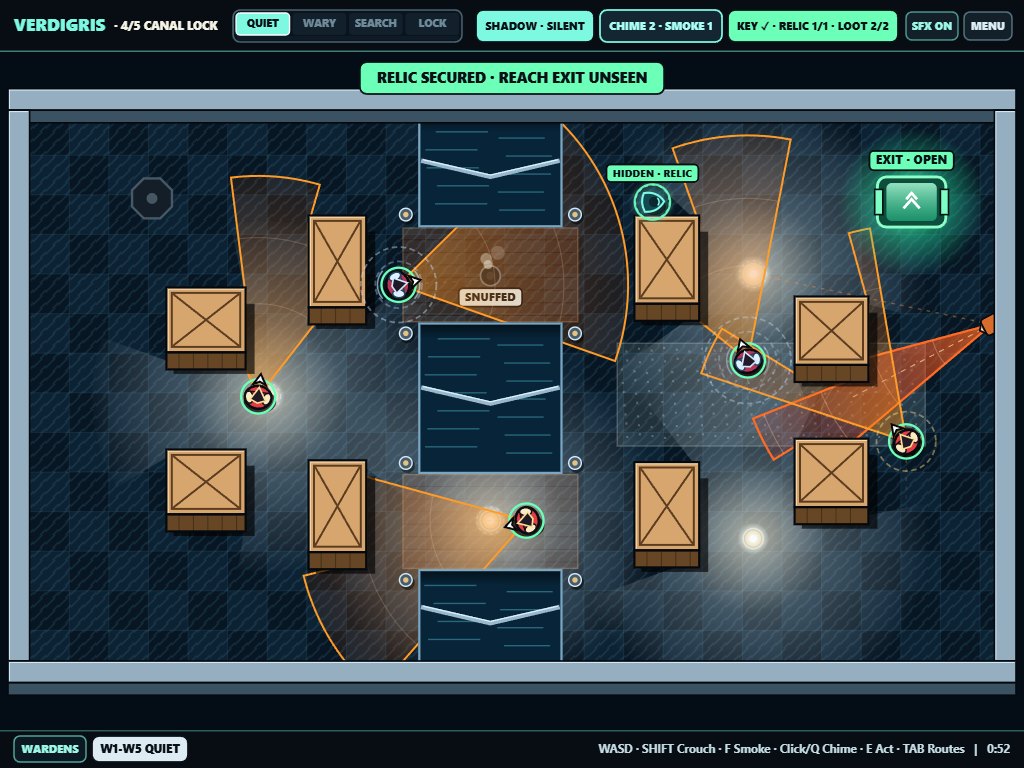 VERDIGRIS · 4/5 CANAL LOCK
QUIET WARY SEARCH LOCK
SHADOW · SILENT
CHIME 2 · SMOKE 1
KEY ✓ · RELIC 1/1 · LOOT 2/2
SFX ON
MENU
RELIC SECURED · REACH EXIT UNSEEN
EXIT · OPEN
HIDDEN · RELIC
SNUFFED
WARDENS
W1-W5 QUIET
WASD · SHIFT Crouch · F Smoke · Click/Q Chime · E Act · TAB Routes | 0:52